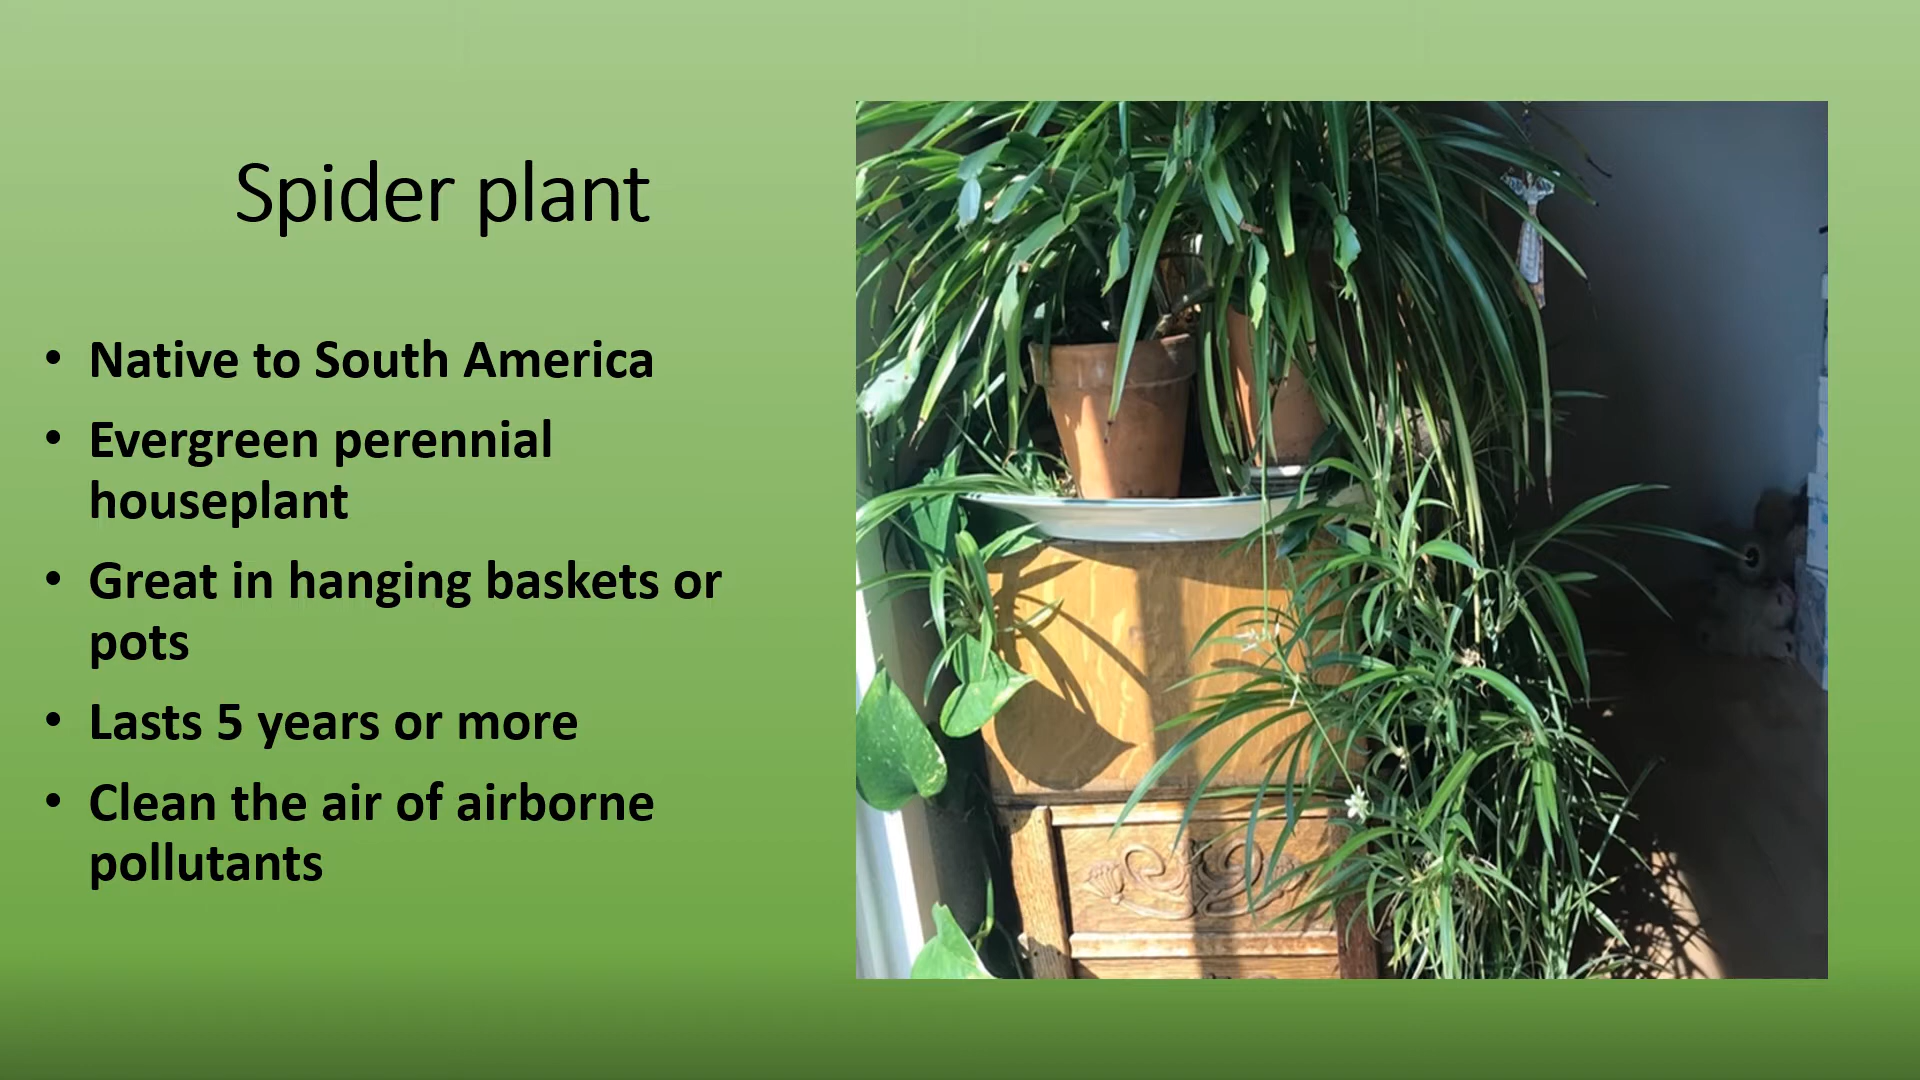 Spider plant
• Native to South America
• Evergreen perennial
houseplant
• Great in hanging baskets or
pots
• Lasts 5 years or more
• Clean the air of airborne
pollutants